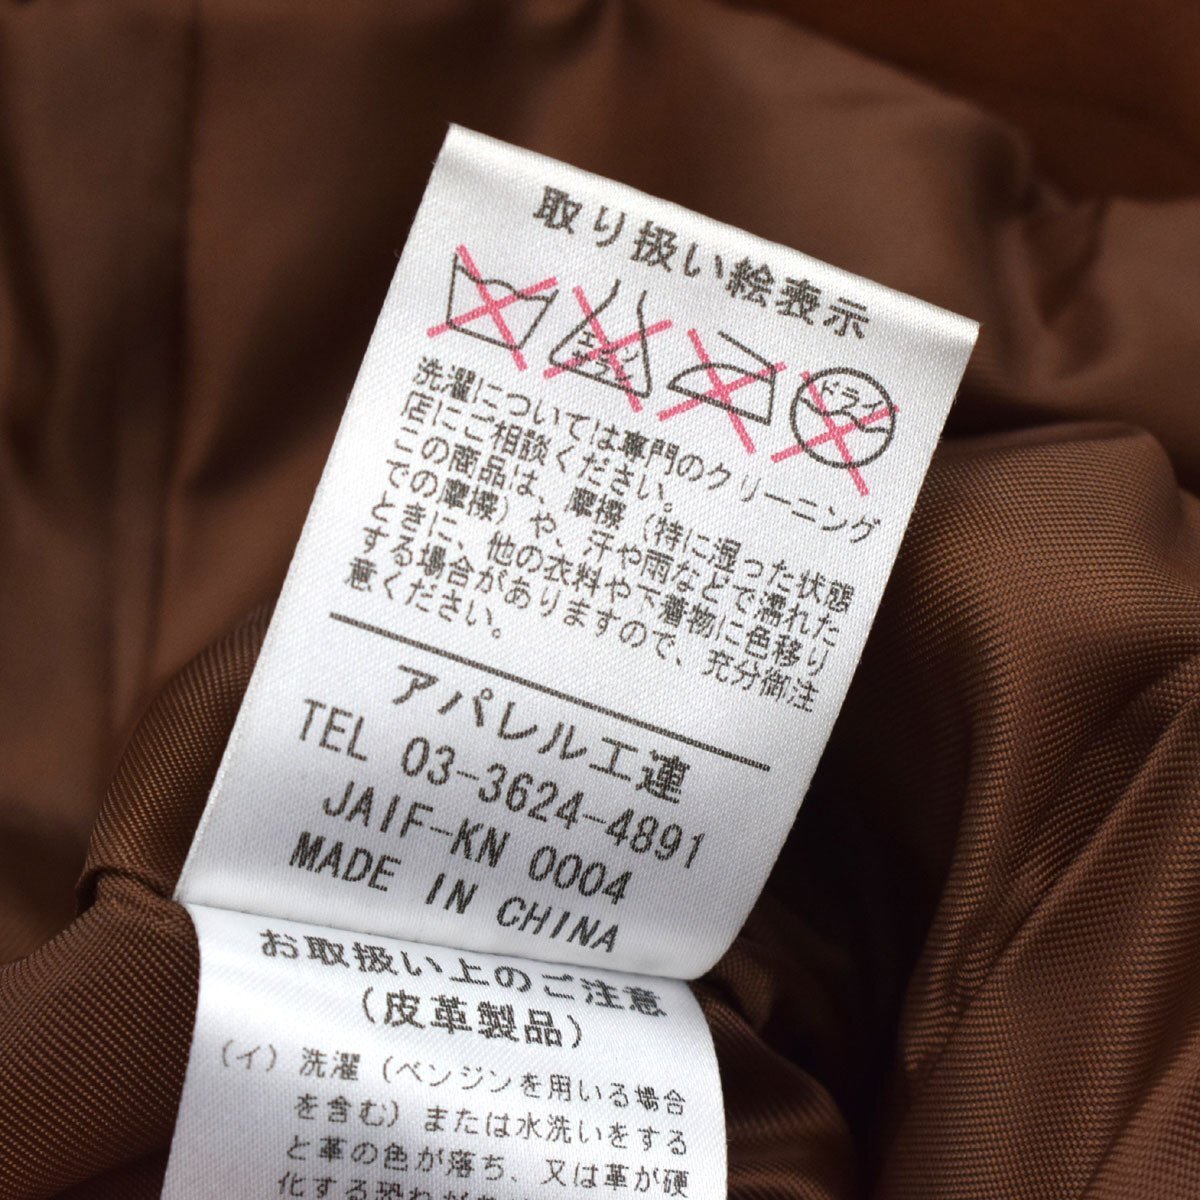 取り扱い絵表示
エンソ
サラシ
ドライ
洗濯については専門のクリーニング
店にご相談ください。
この商品は、摩擦（特に湿った状態
での摩擦）や、汗や雨などで濡れた
ときに、他の衣料や下着物に色移り
する場合がありますので、充分御注
意ください。
アパレル工連
TEL 03-3624-4891
JAIF-KN 0004
MADE IN CHINA
お取扱い上のご注意
（皮革製品）
（イ）洗濯（ベンジンを用いる場合
を含む）または水洗いをする
と革の色が落ち、又は革が硬
化する恐れが